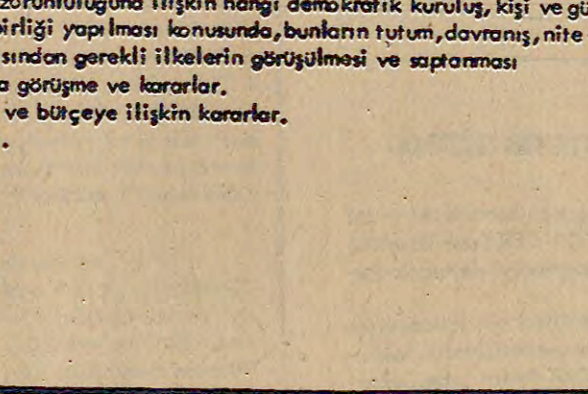 zorunluluğuna ilişkin hangi demokratik kuruluş, kişi ve gü
birliği yapılması konusunda, bunların tutum, davranış, nite
sından gerekli ilkelerin görüşülmesi ve saptanması
a görüşme ve kararlar.
ve bütçeye ilişkin kararlar.
.